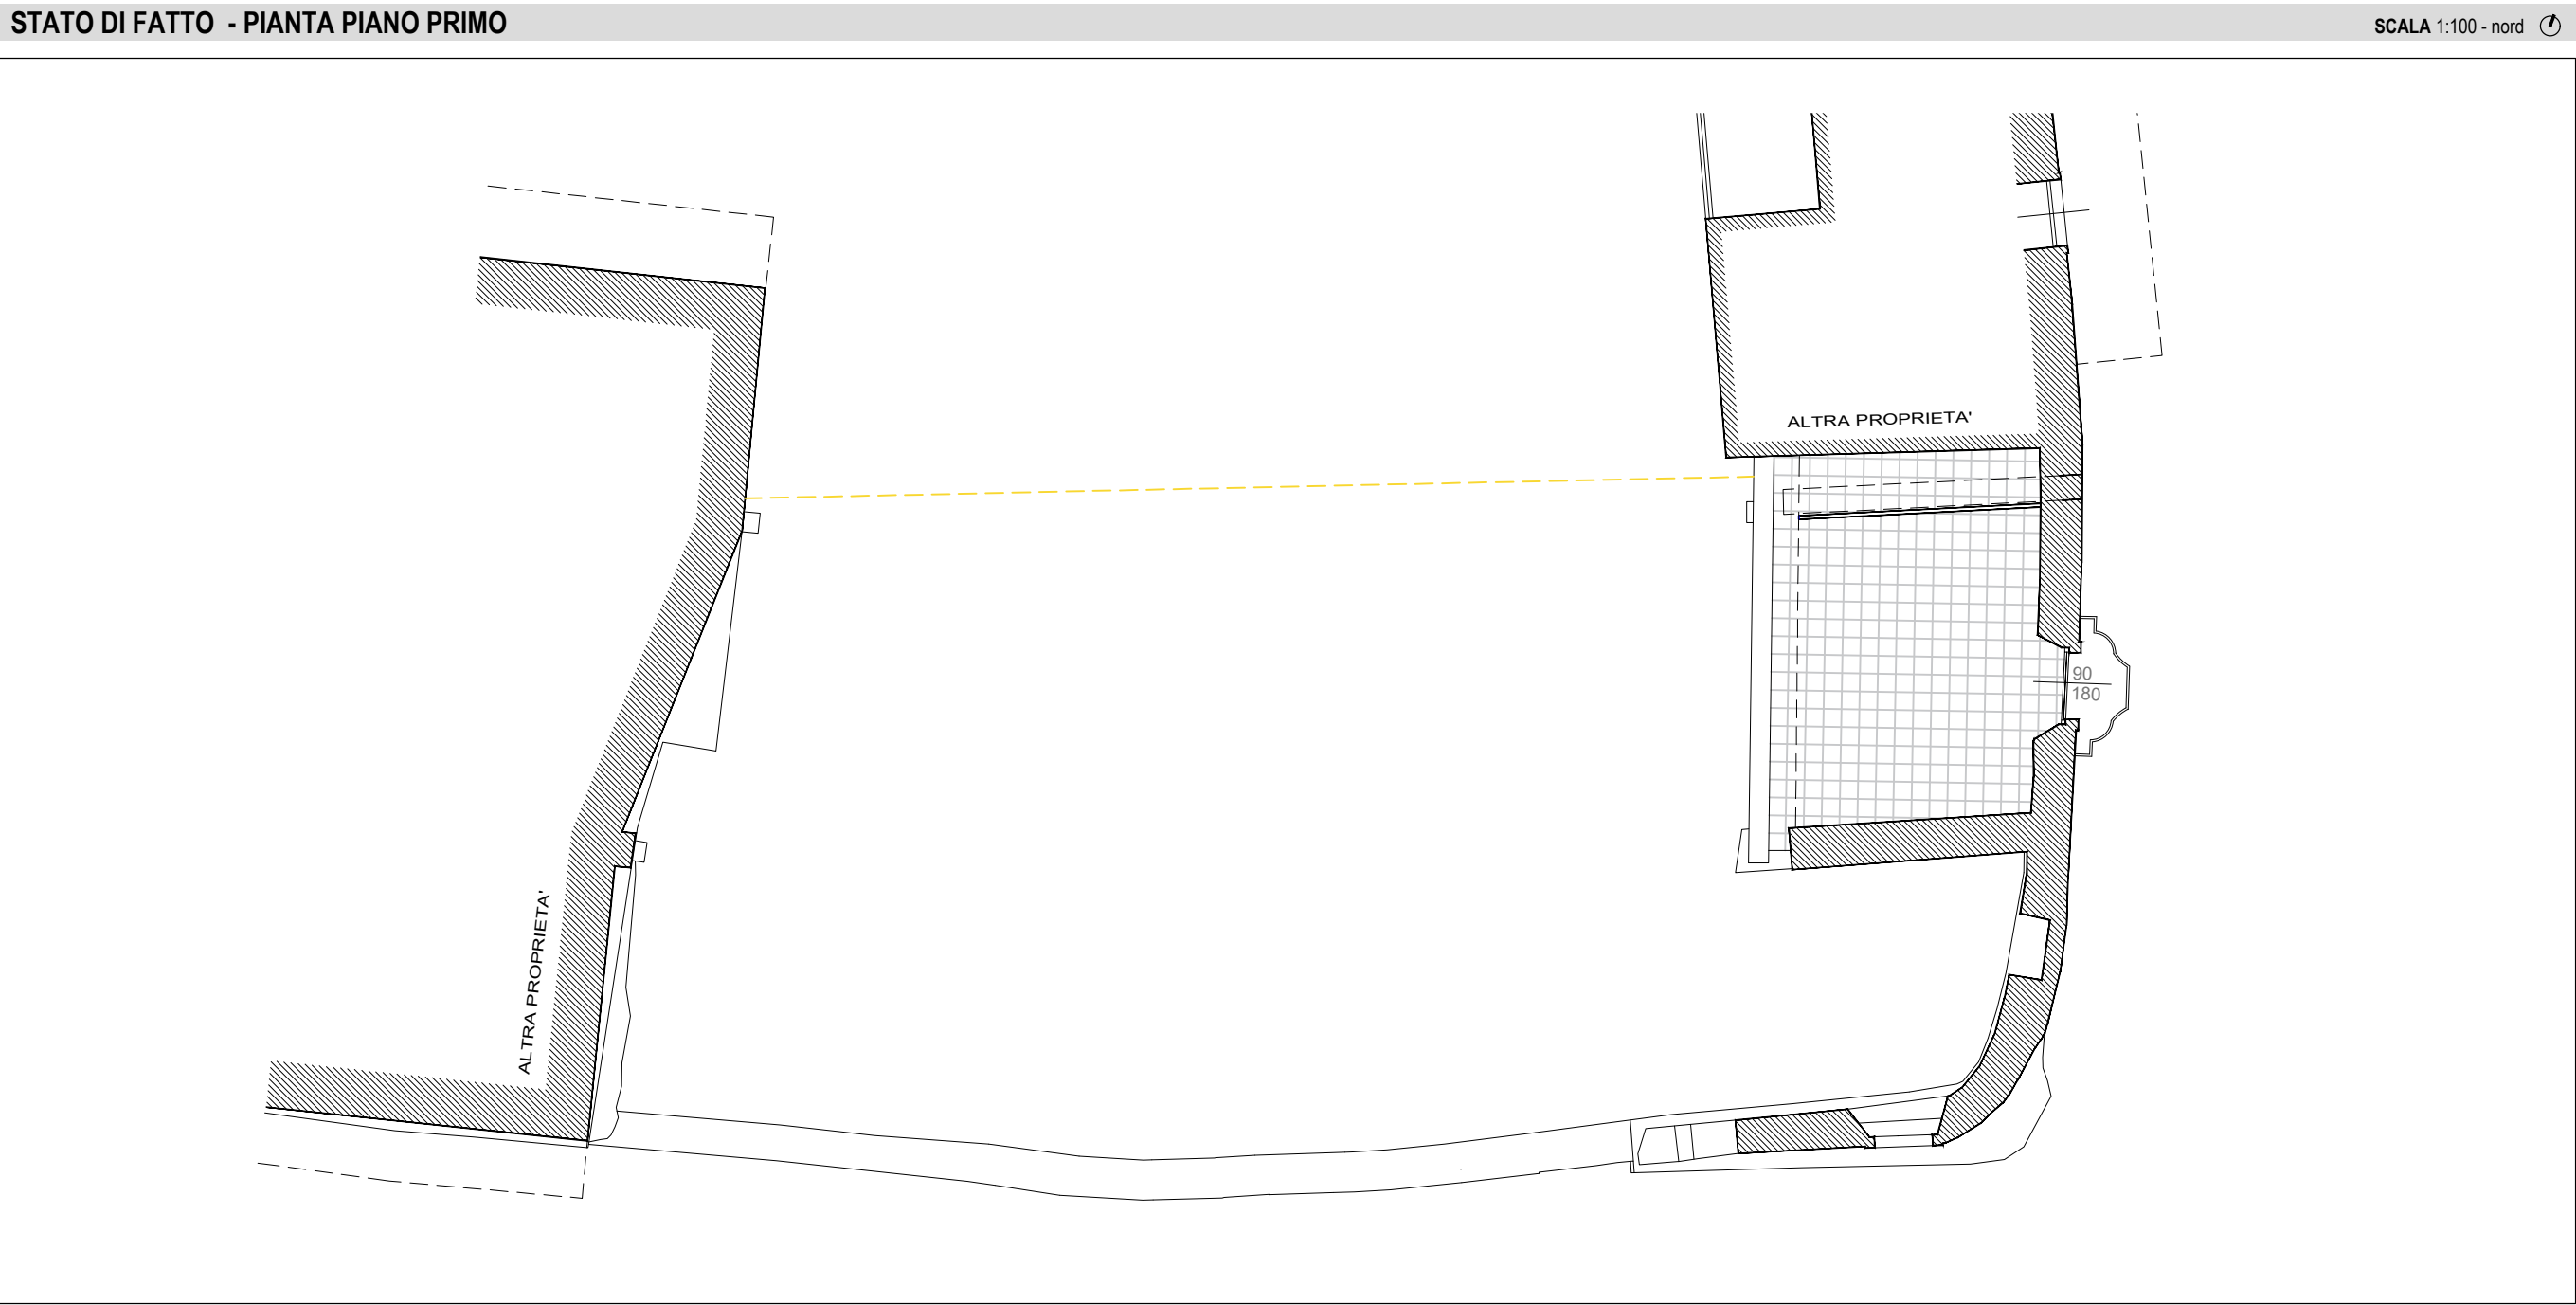 STATO DI FATTO - PIANTA PIANO PRIMO
SCALA 1:100 - nord
ALTRA PROPRIETA'
90
180
ALTRA PROPRIETA'